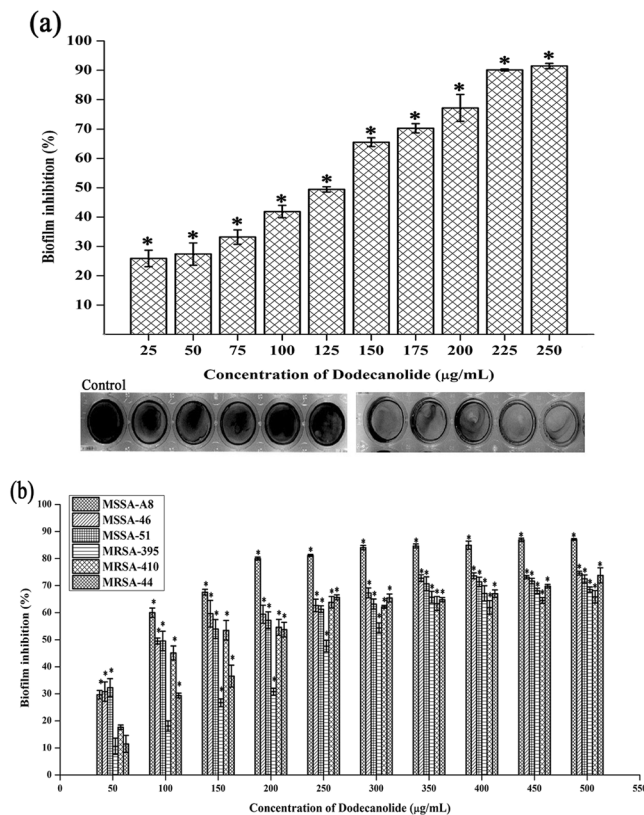 (a)
100
90
80
70
60
50
40
30
20
10
Biofilm inhibition (%)
* * * * * * * * * *
25 50 75 100 125 150 175 200 225 250
Concentration of Dodecanolide (µg/mL)
Control
(b)
MSSA-A8
MSSA-46
MSSA-51
MRSA-395
MRSA-410
MRSA-44
100
90
80
70
60
50
40
30
20
10
0
Biofilm inhibition (%)
0 50 100 150 200 250 300 350 400 450 500 550
Concentration of Dodecanolide (µg/mL)